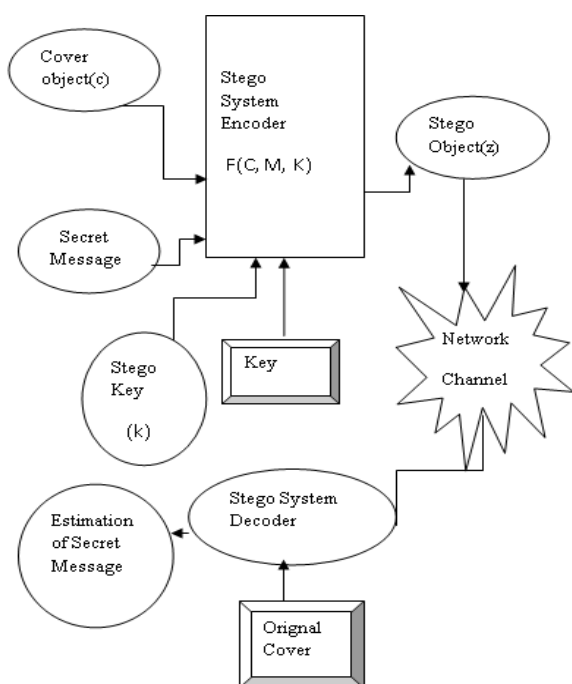 Cover
object(c)
Stego
System
Encoder
F(C, M, K)
Stego
Object(z)
Secret
Message
Network
Channel
Stego
Key
(k)
Key
Stego System
Decoder
Estimation
of Secret
Message
Orignal
Cover